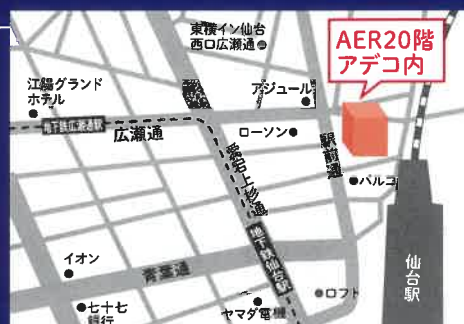 東横イン仙台
西口広瀬通
AER20階
アデコ内
江陽グランド
ホテル
アジュール
地下鉄広瀬通駅
広瀬通
ローソン
愛宕上杉通
駅前通
パルコ
地下鉄仙台駅
仙台駅
イオン
青葉通
七十七
銀行
ヤマダ電機
ロフト